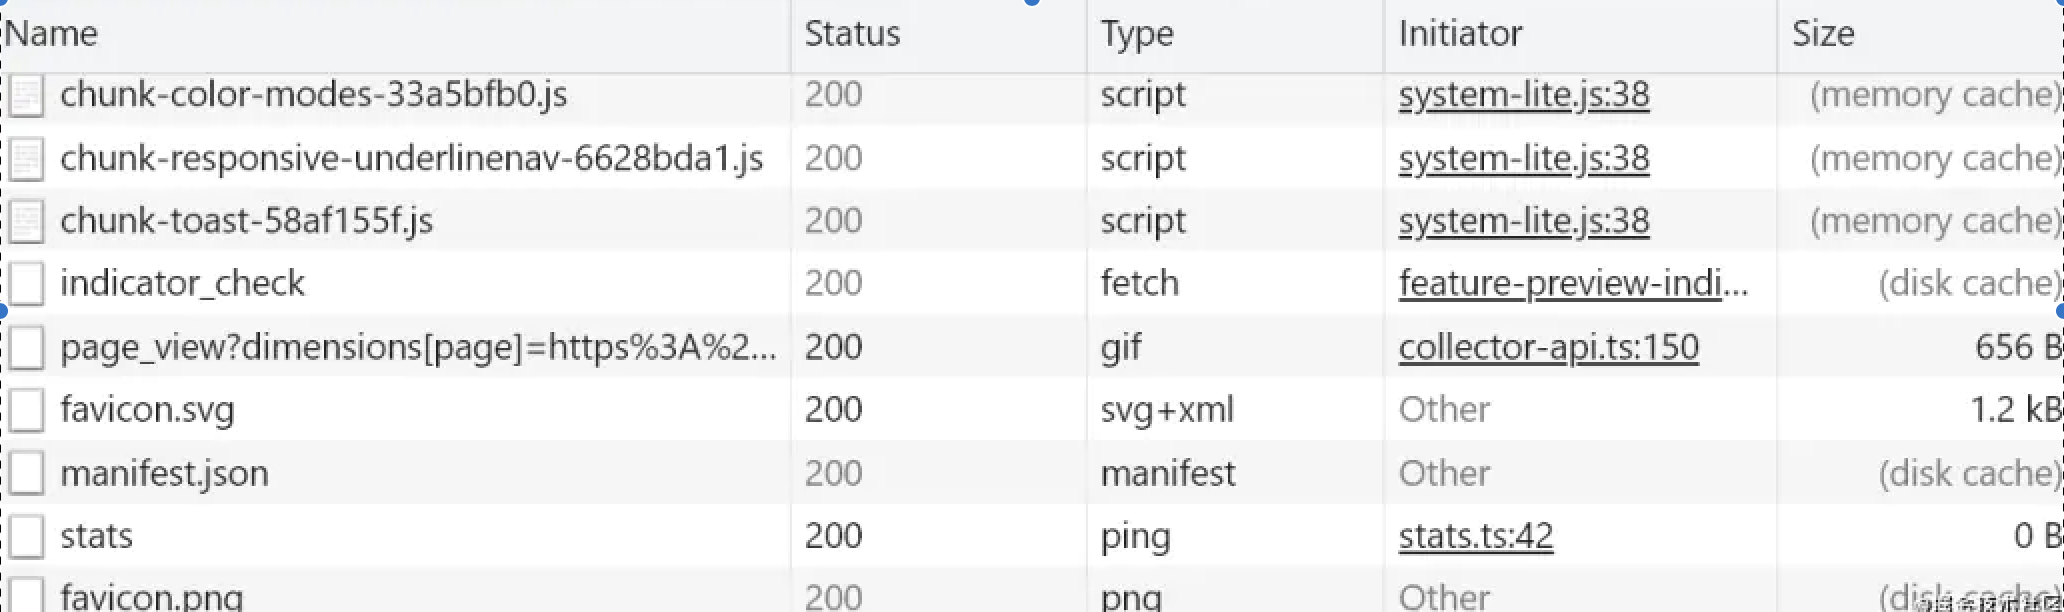 Name Status Type Initiator Size
chunk-color-modes-33a5bfb0.js 200 script system-lite.js:38 (memory cache)
chunk-responsive-underlinenav-6628bda1.js 200 script system-lite.js:38 (memory cache)
chunk-toast-58af155f.js 200 script system-lite.js:38 (memory cache)
indicator_check 200 fetch feature-preview-indi... (disk cache)
page_view?dimensions[page]=https%3A%2... 200 gif collector-api.ts:150 656 B
favicon.svg 200 svg+xml Other 1.2 kB
manifest.json 200 manifest Other (disk cache)
stats 200 ping stats.ts:42 0 B
favicon.png 200 png Other (disk cache)